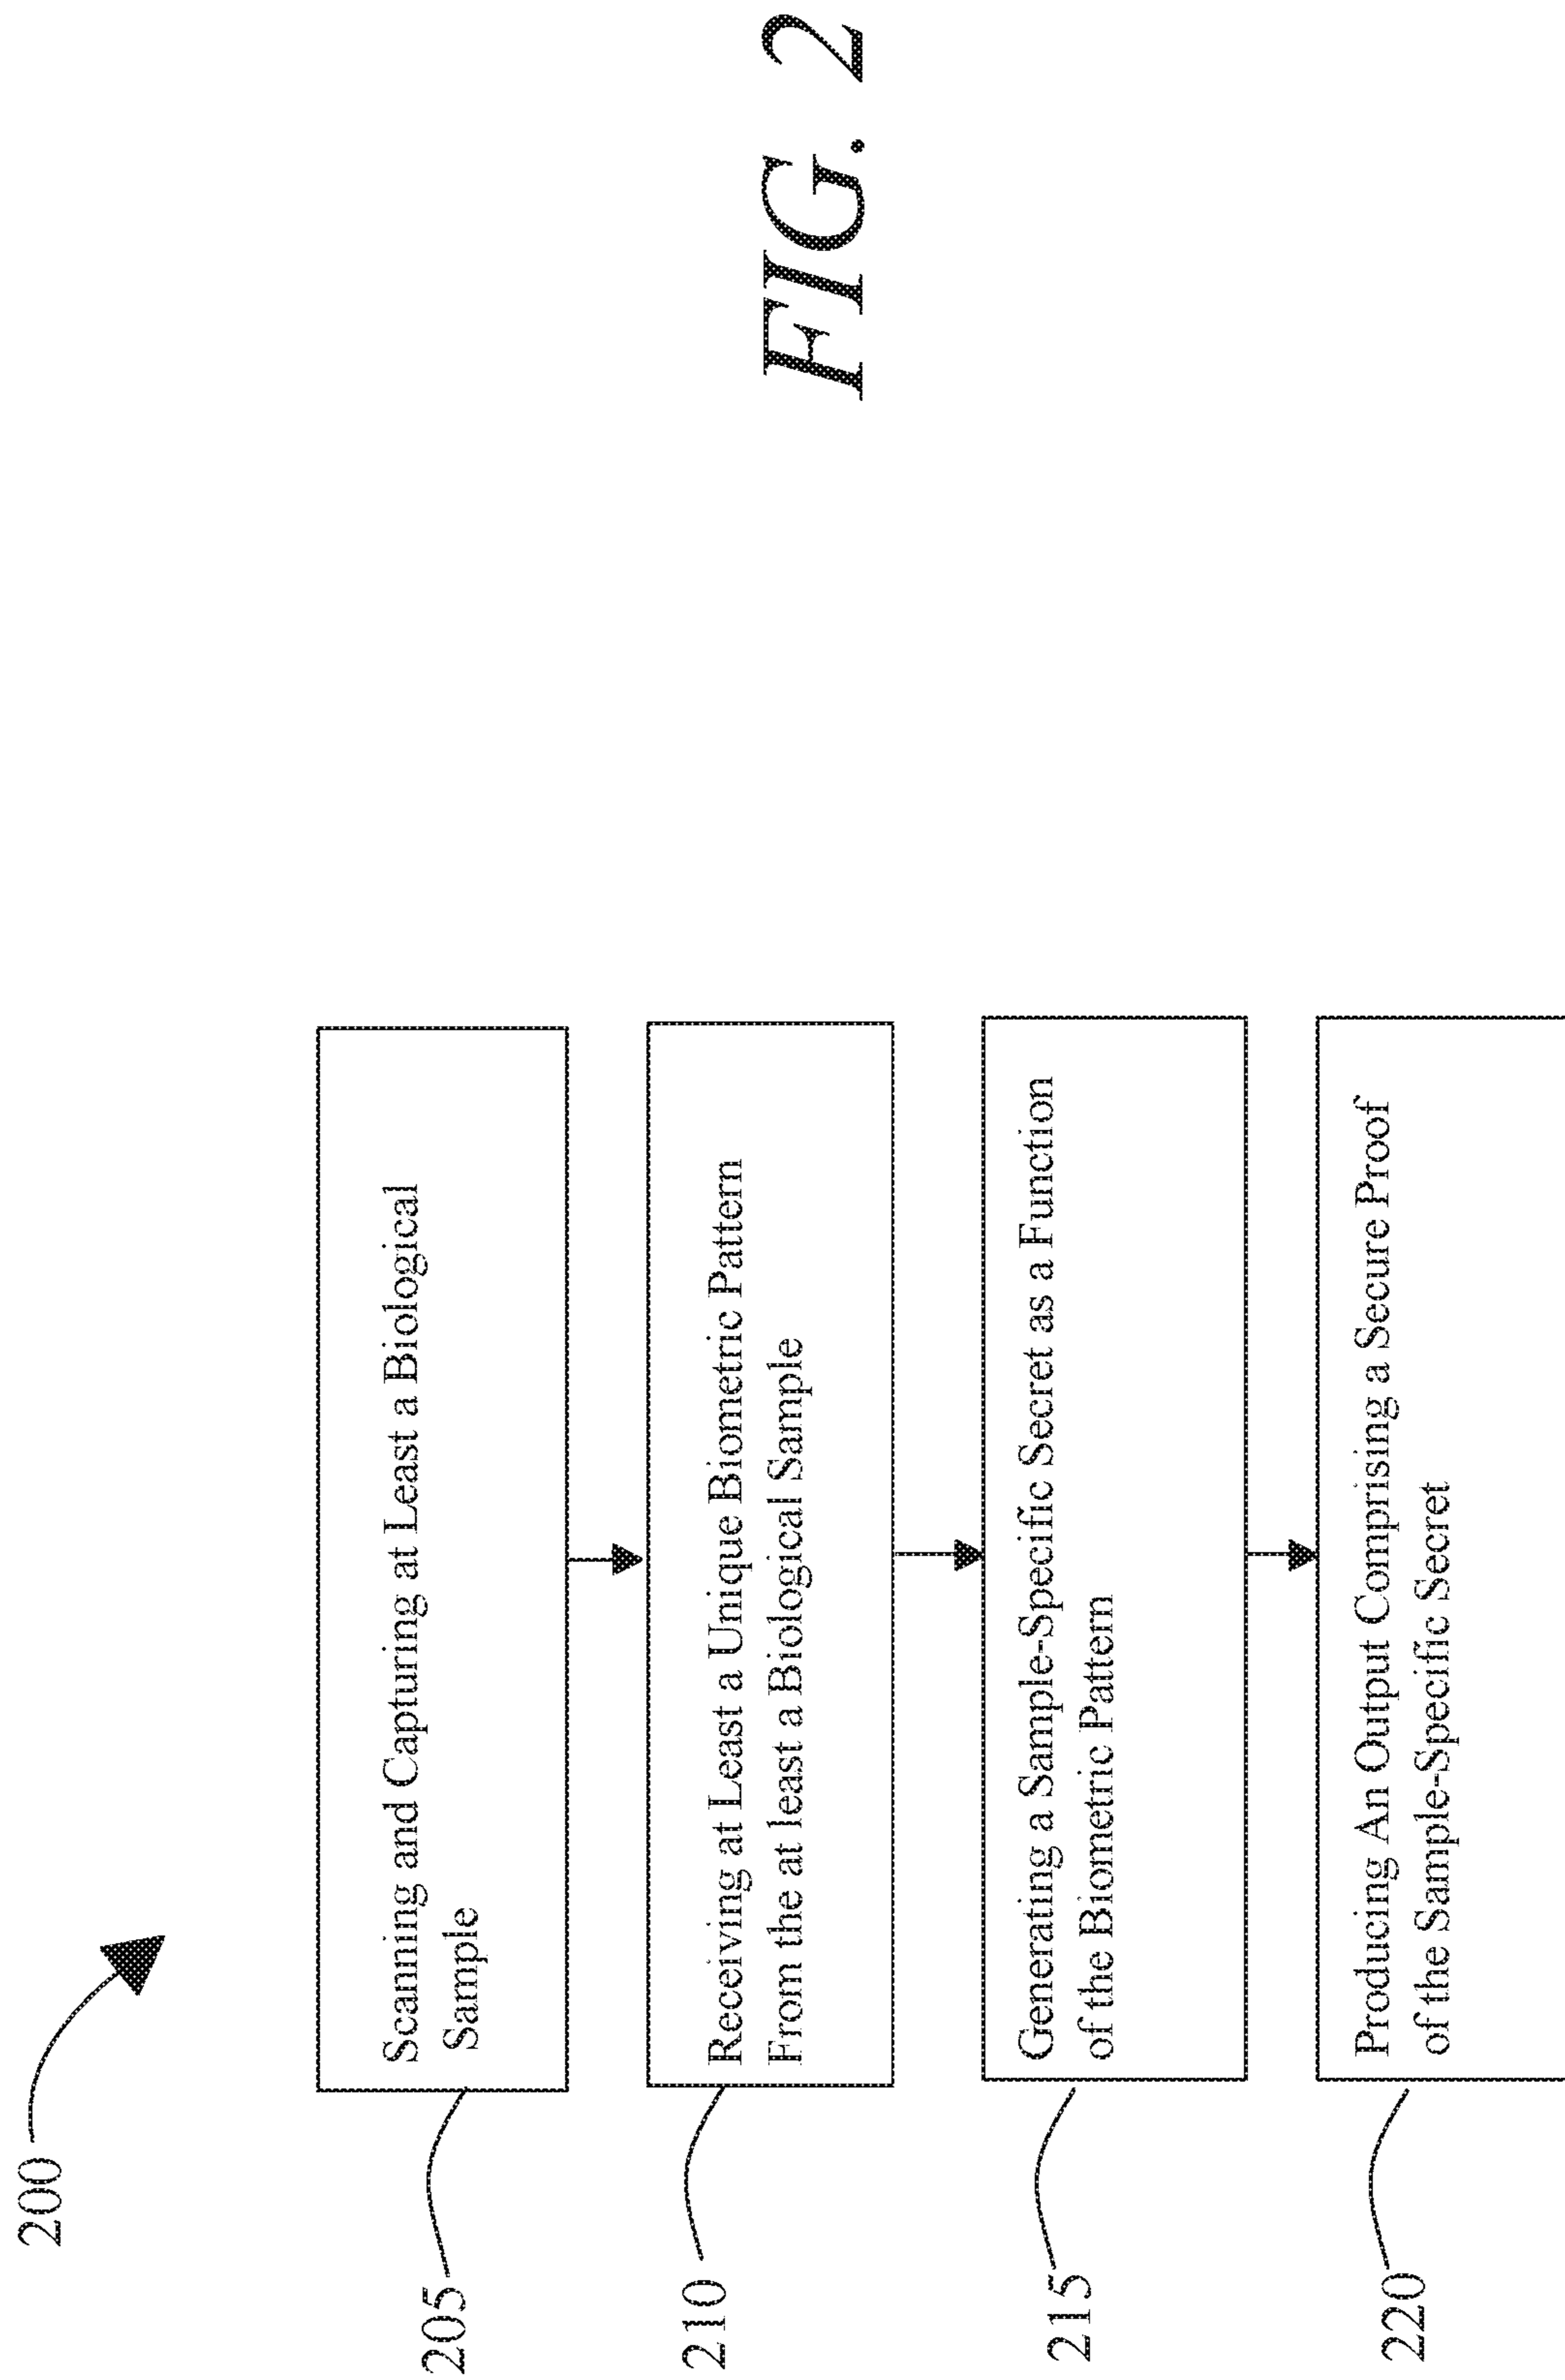 200
205
Scanning and Capturing at Least a Biological
Sample
210
Receiving at Least a Unique Biometric Pattern
From the at least a Biological Sample
215
Generating a Sample-Specific Secret as a Function
of the Biometric Pattern
220
Producing An Output Comprising a Secure Proof
of the Sample-Specific Secret
FIG. 2